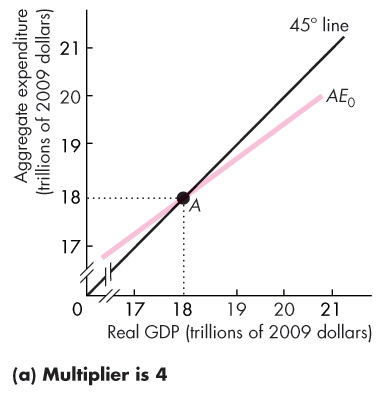 Aggregate expenditure
(trillions of 2009 dollars)
45° line
21
20
AE₀
19
18
A
17
0
17 18 19 20 21
Real GDP (trillions of 2009 dollars)
(a) Multiplier is 4